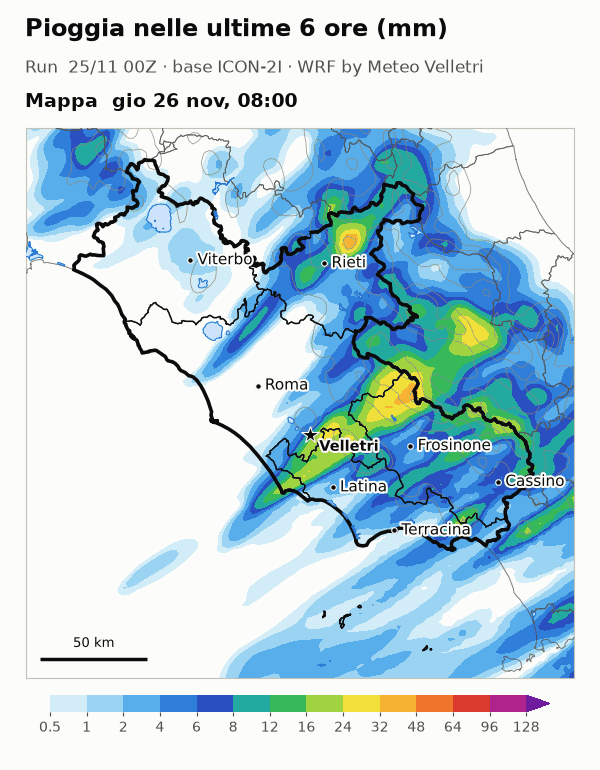 Pioggia nelle ultime 6 ore (mm)
Run 25/11 00Z · base ICON-2I · WRF by Meteo Velletri
Mappa gio 26 nov, 08:00
Viterbo
Rieti
Roma
Velletri
Frosinone
Latina
Cassino
Terracina
50 km
0.5 1 2 4 6 8 12 16 24 32 48 64 96 128